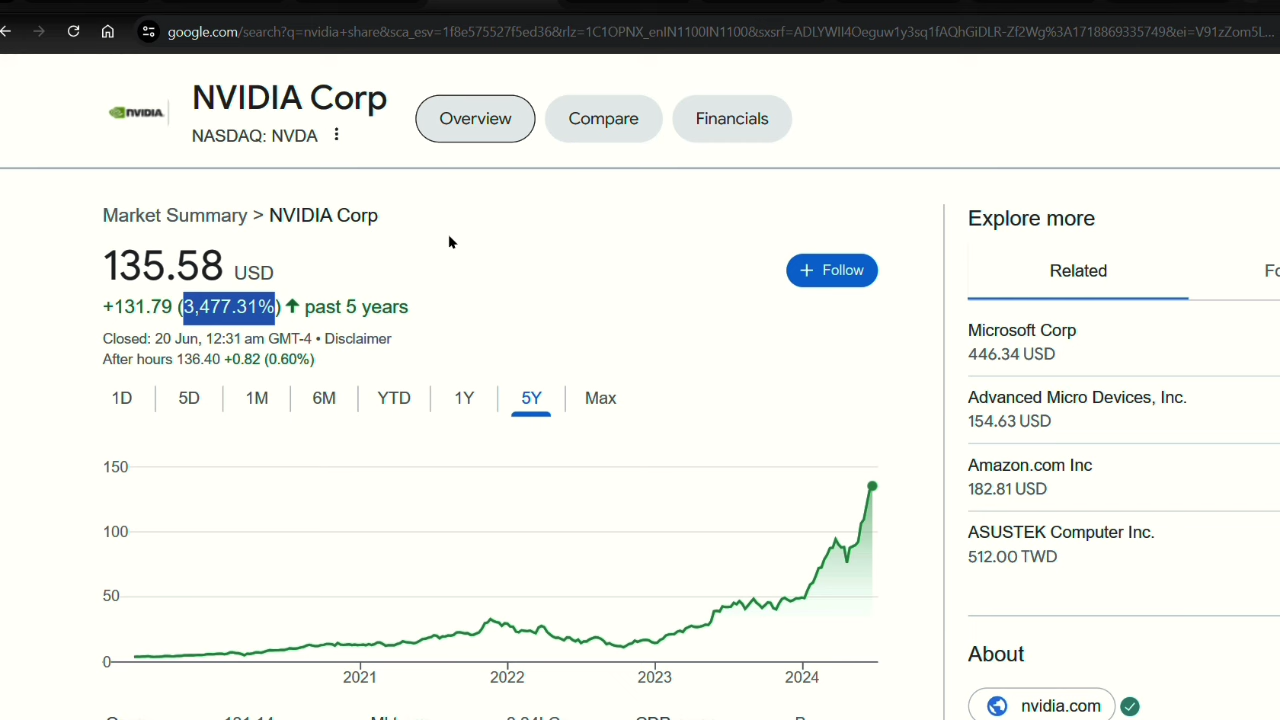 google.com/search?q=nvidia+share&sca_esv=1f8e575527f5ed36&rlz=1C1OPNX_enIN1100IN1100&sxsrf=ADLYWII4Oeguw1y3sq1fAQhGiDLR-Zf2Wg%3A1718869335749&ei=V91zZom5L...
NVIDIA Corp
NVIDIA
NASDAQ: NVDA
Overview
Compare
Financials
Market Summary > NVIDIA Corp
135.58 USD
+131.79 (3,477.31%) ↑ past 5 years
Closed: 20 Jun, 12:31 am GMT-4 • Disclaimer
After hours 136.40 +0.82 (0.60%)
+ Follow
1D 5D 1M 6M YTD 1Y 5Y Max
150
100
50
0
2021 2022 2023 2024
Explore more
Related
Microsoft Corp
446.34 USD
Advanced Micro Devices, Inc.
154.63 USD
Amazon.com Inc
182.81 USD
ASUSTEK Computer Inc.
512.00 TWD
About
nvidia.com